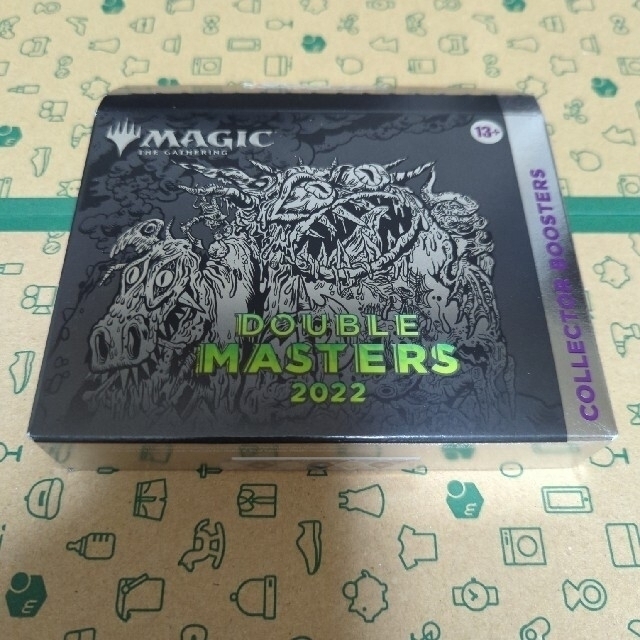 MAGIC
THE GATHERING
13+
DOUBLE
MASTERS
2022
COLLECTOR BOOSTERS